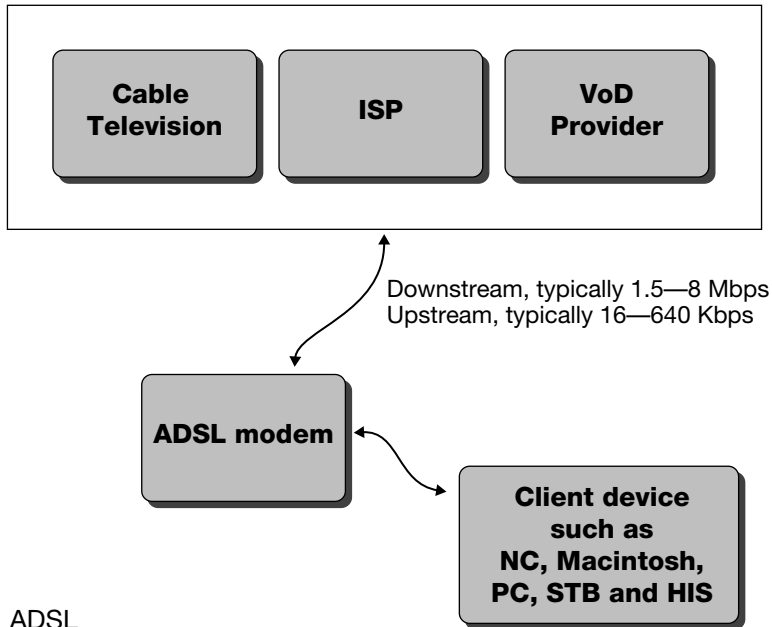 Cable
Television
ISP
VoD
Provider
Downstream, typically 1.5—8 Mbps
Upstream, typically 16—640 Kbps
ADSL modem
Client device
such as
NC, Macintosh,
PC, STB and HIS
ADSL